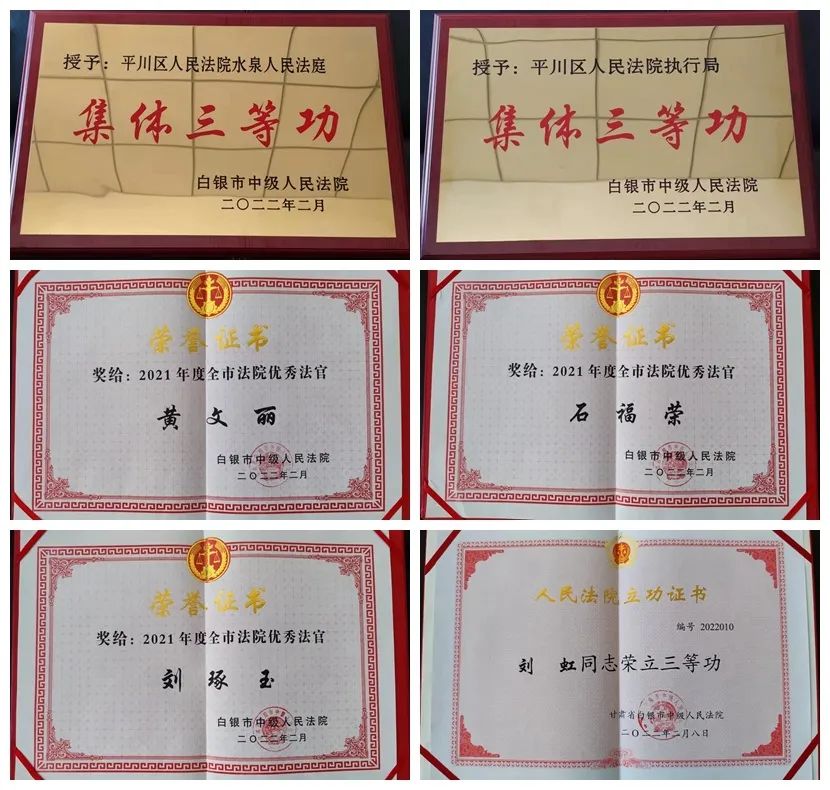 授予：平川区人民法院水泉人民法庭
集体三等功
白银市中级人民法院
二〇二二年二月
授予：平川区人民法院执行局
集体三等功
白银市中级人民法院
二〇二二年二月
荣誉证书
奖给：2021年度全市法院优秀法官
黄文丽
白银市中级人民法院
二〇二二年二月
荣誉证书
奖给：2021年度全市法院优秀法官
石福荣
白银市中级人民法院
二〇二二年二月
荣誉证书
奖给：2021年度全市法院优秀法官
刘琢玉
白银市中级人民法院
二〇二二年二月
人民法院立功证书
编号 2022010
刘 虹同志荣立三等功
甘肃省白银市中级人民法院
二〇二二年二月八日